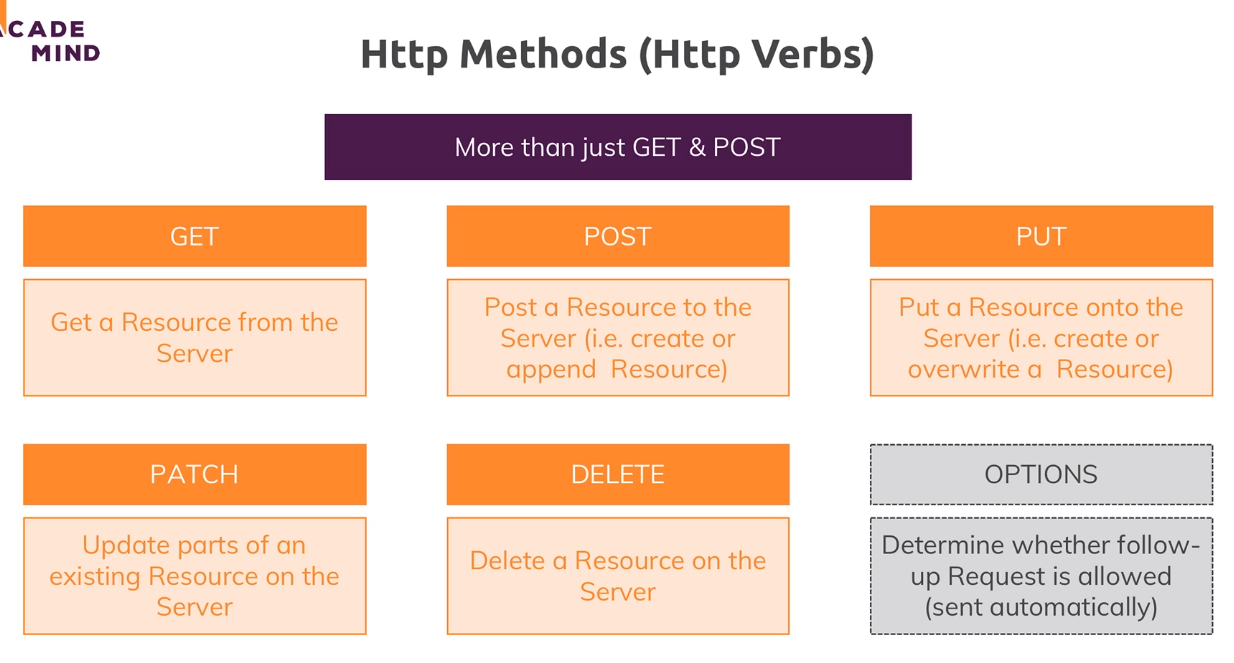 ACADE
MIND
Http Methods (Http Verbs)
More than just GET & POST
GET
Get a Resource from the
Server
POST
Post a Resource to the
Server (i.e. create or
append  Resource)
PUT
Put a Resource onto the
Server (i.e. create or
overwrite a  Resource)
PATCH
Update parts of an
existing Resource on the
Server
DELETE
Delete a Resource on the
Server
OPTIONS
Determine whether follow-
up Request is allowed
(sent automatically)